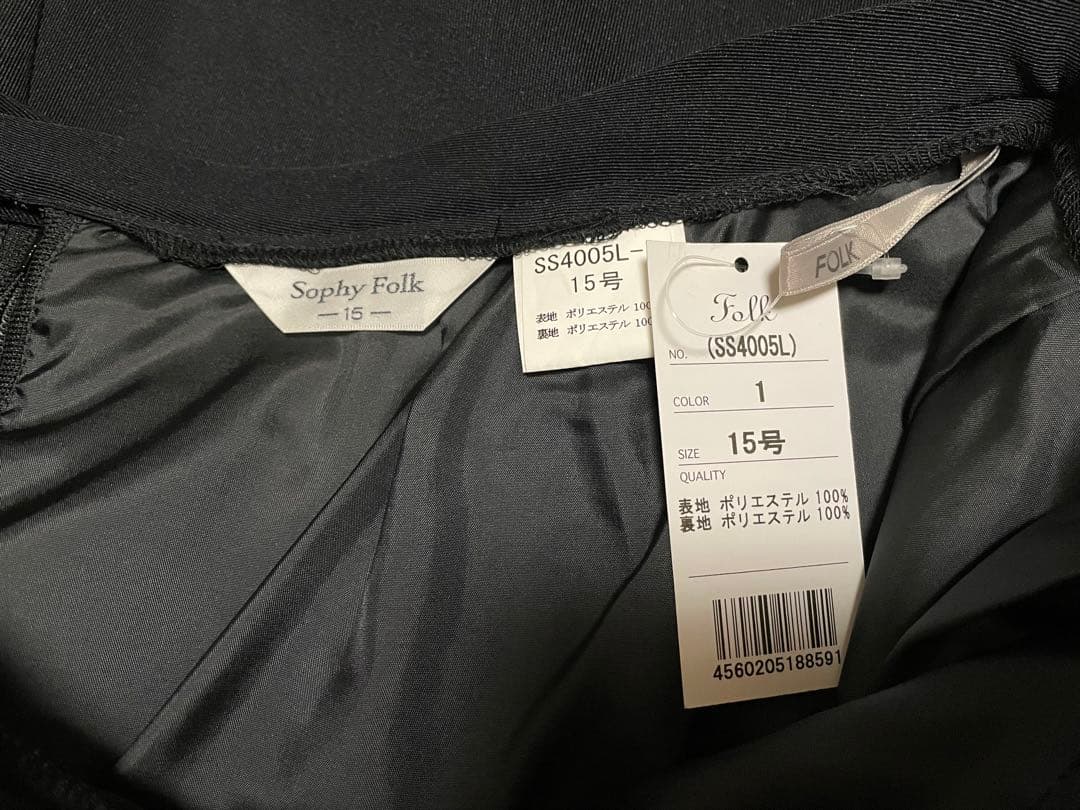 Sophy Folk
— 15 —
SS4005L-
15号
表地 ポリエステル 100
裏地 ポリエステル 100
FOLK
Folk
NO. (SS4005L)
COLOR 1
SIZE 15号
QUALITY
表地 ポリエステル 100%
裏地 ポリエステル 100%
4560205188591